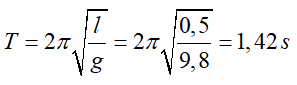 T = 2π√(l/g) = 2π√(0,5/9,8) = 1,42 s